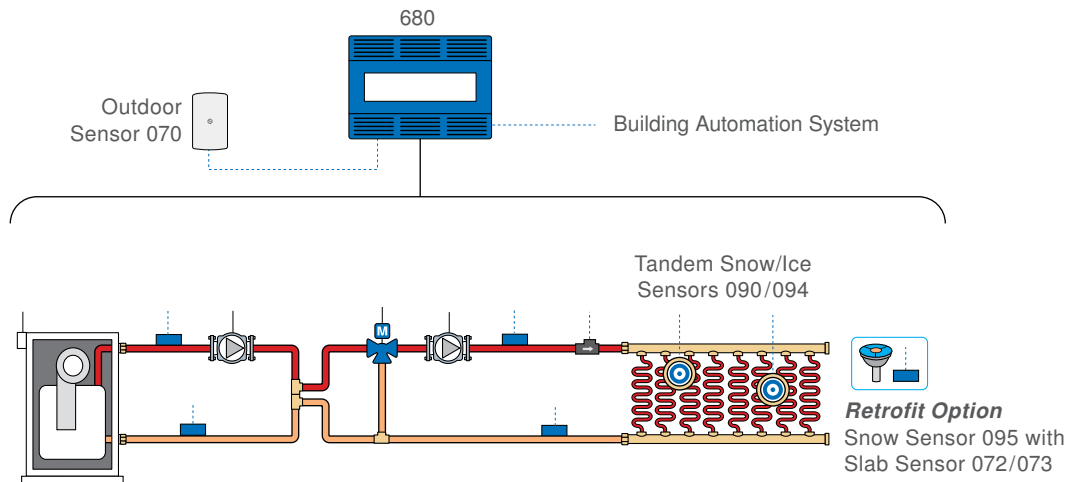 680
Outdoor
Sensor 070
Building Automation System
Tandem Snow/Ice
Sensors 090/094
M
Retrofit Option
Snow Sensor 095 with
Slab Sensor 072/073